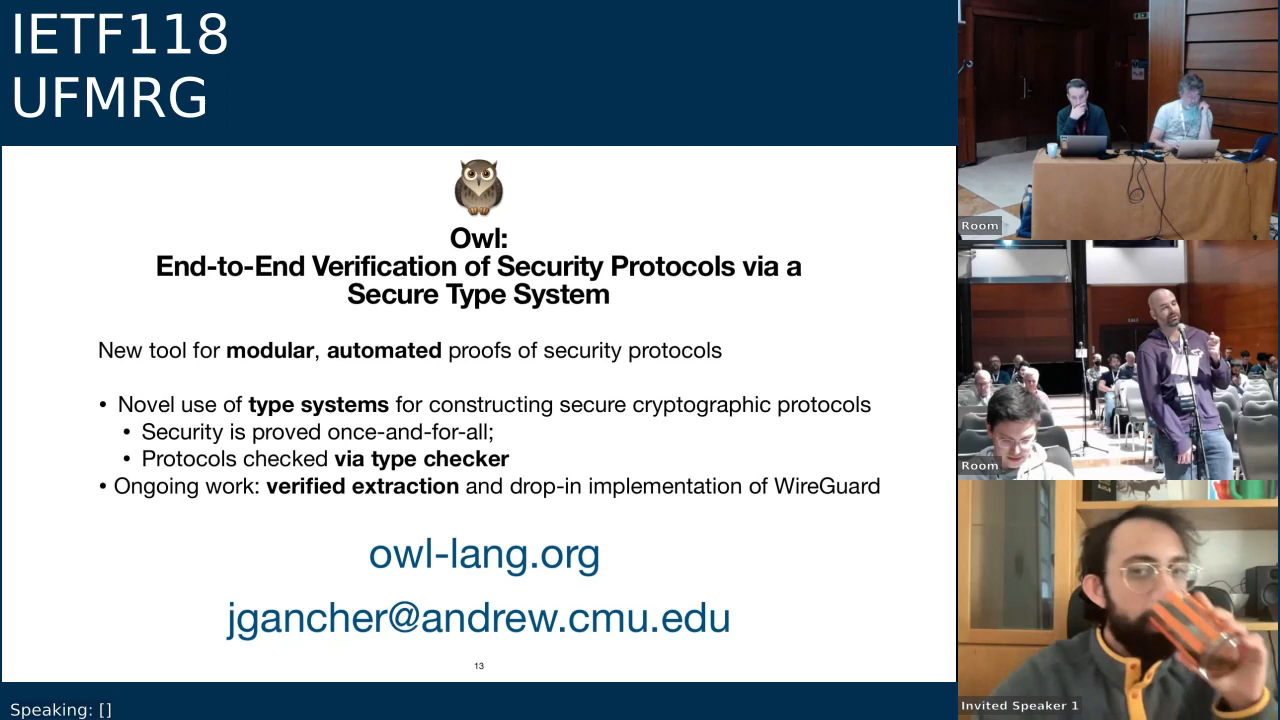 IETF118
UFMRG
Owl:
End-to-End Verification of Security Protocols via a
Secure Type System
New tool for modular, automated proofs of security protocols
• Novel use of type systems for constructing secure cryptographic protocols
• Security is proved once-and-for-all;
• Protocols checked via type checker
• Ongoing work: verified extraction and drop-in implementation of WireGuard
owl-lang.org
jgancher@andrew.cmu.edu
13
Speaking: []
Room
Room
Invited Speaker 1